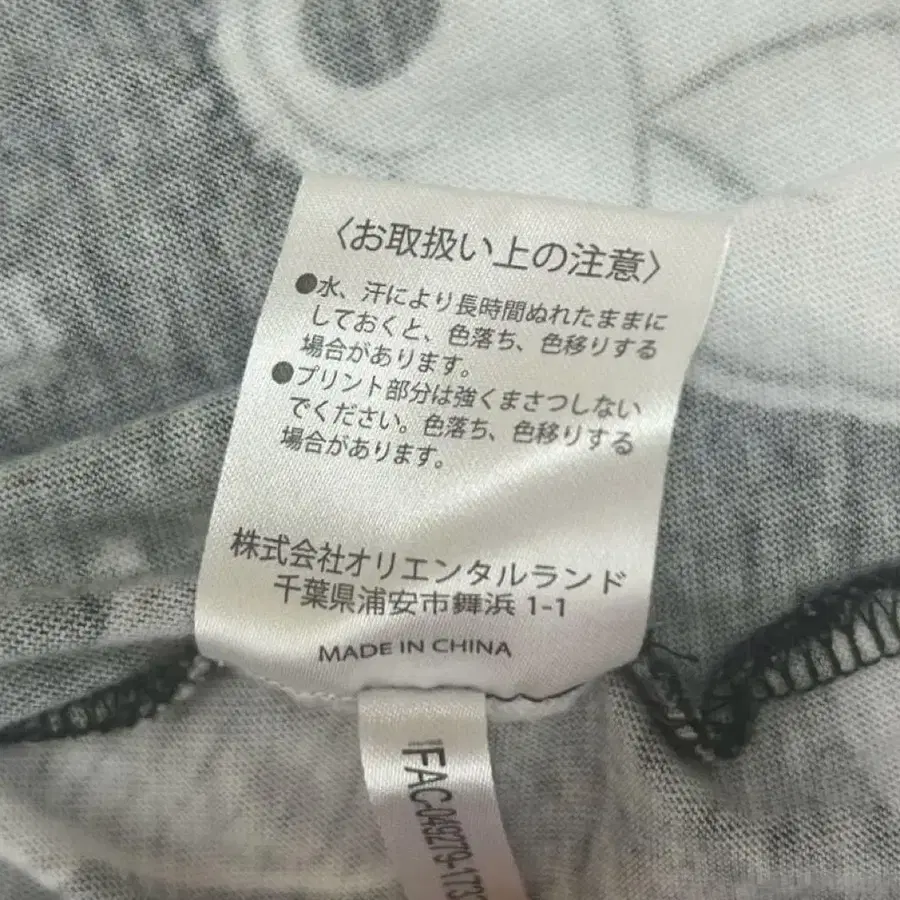 〈お取扱い上の注意〉
●水、汗により長時間ぬれたままに
しておくと、色落ち、色移りする
場合があります。
●プリント部分は強くまさつしない
でください。色落ち、色移りする
場合があります。
株式会社オリエンタルランド
千葉県浦安市舞浜 1-1
MADE IN CHINA
FAC-049279-173